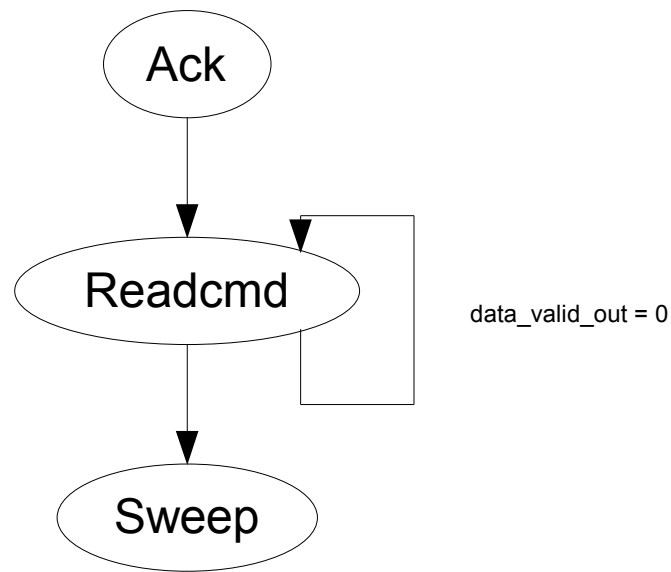 Ack
Readcmd
data_valid_out = 0
Sweep